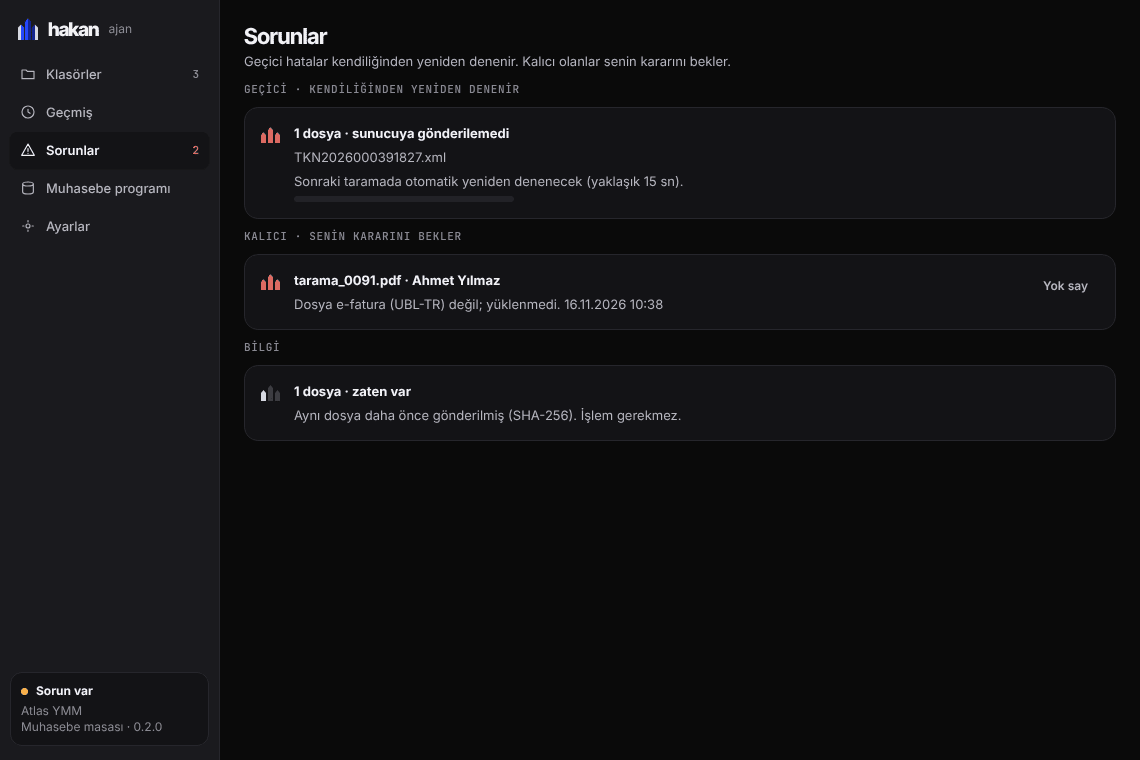 hakan ajan
Klasörler 3
Geçmiş
Sorunlar 2
Muhasebe programı
Ayarlar
Sorun var
Atlas YMM
Muhasebe masası · 0.2.0
Sorunlar
Geçici hatalar kendiliğinden yeniden denenir. Kalıcı olanlar senin kararını bekler.
GEÇİCİ · KENDİLİĞİNDEN YENİDEN DENENİR
1 dosya · sunucuya gönderilemedi
TKN2026000391827.xml
Sonraki taramada otomatik yeniden denenecek (yaklaşık 15 sn).
KALICI · SENİN KARARINI BEKLER
tarama_0091.pdf · Ahmet Yılmaz
Yok say
Dosya e-fatura (UBL-TR) değil; yüklenmedi. 16.11.2026 10:38
BİLGİ
1 dosya · zaten var
Aynı dosya daha önce gönderilmiş (SHA-256). İşlem gerekmez.